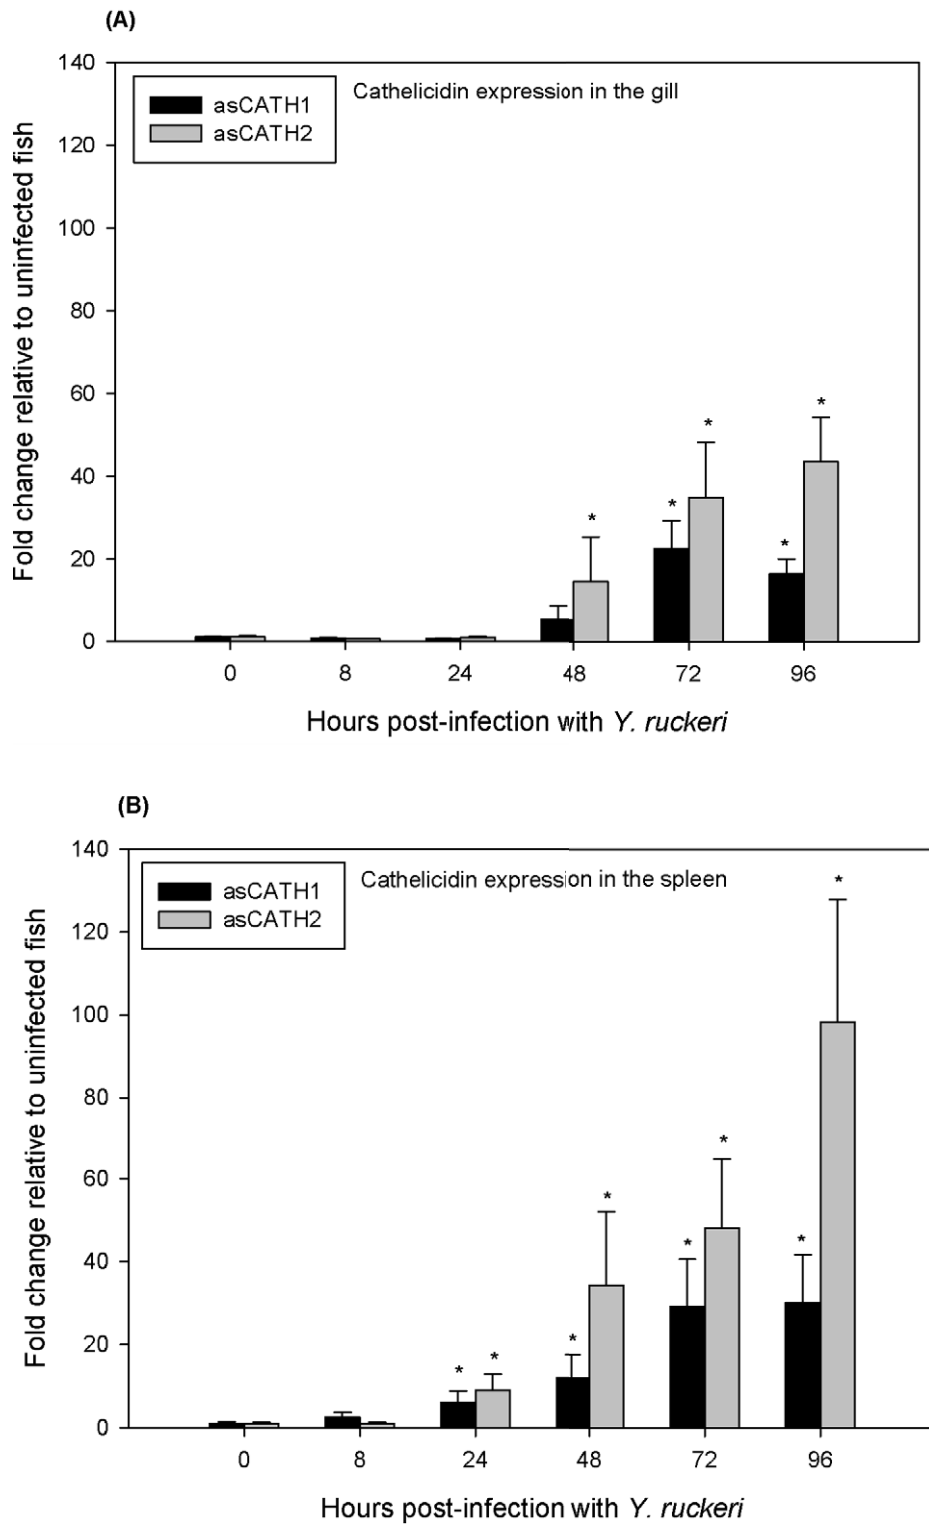 (A)
140
120
100
80
60
40
20
0
Fold change relative to uninfected fish
asCATH1
asCATH2
Cathelicidin expression in the gill
*
*
*
*
*
0 8 24 48 72 96
Hours post-infection with Y. ruckeri
(B)
140
120
100
80
60
40
20
0
Fold change relative to uninfected fish
asCATH1
asCATH2
Cathelicidin expression in the spleen
*
*
*
*
*
*
*
*
0 8 24 48 72 96
Hours post-infection with Y. ruckeri